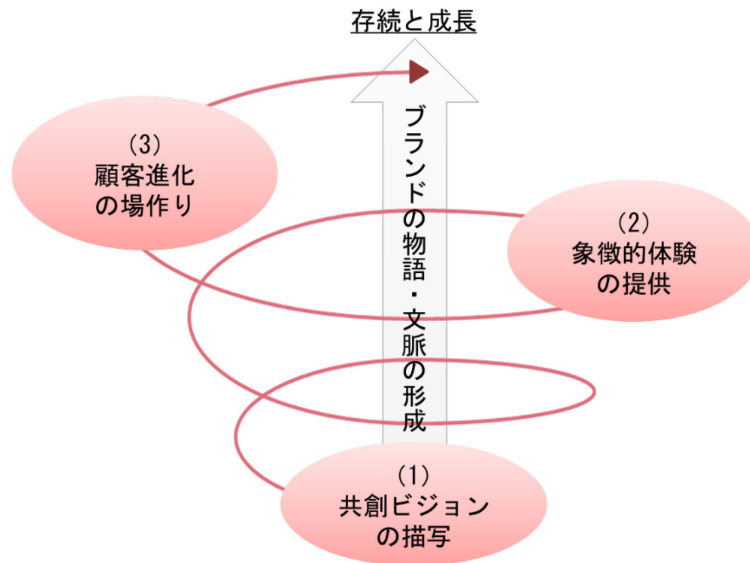 存続と成長
ブランドの物語・文脈の形成
(3)
顧客進化
の場作り
(2)
象徴的体験
の提供
(1)
共創ビジョン
の描写